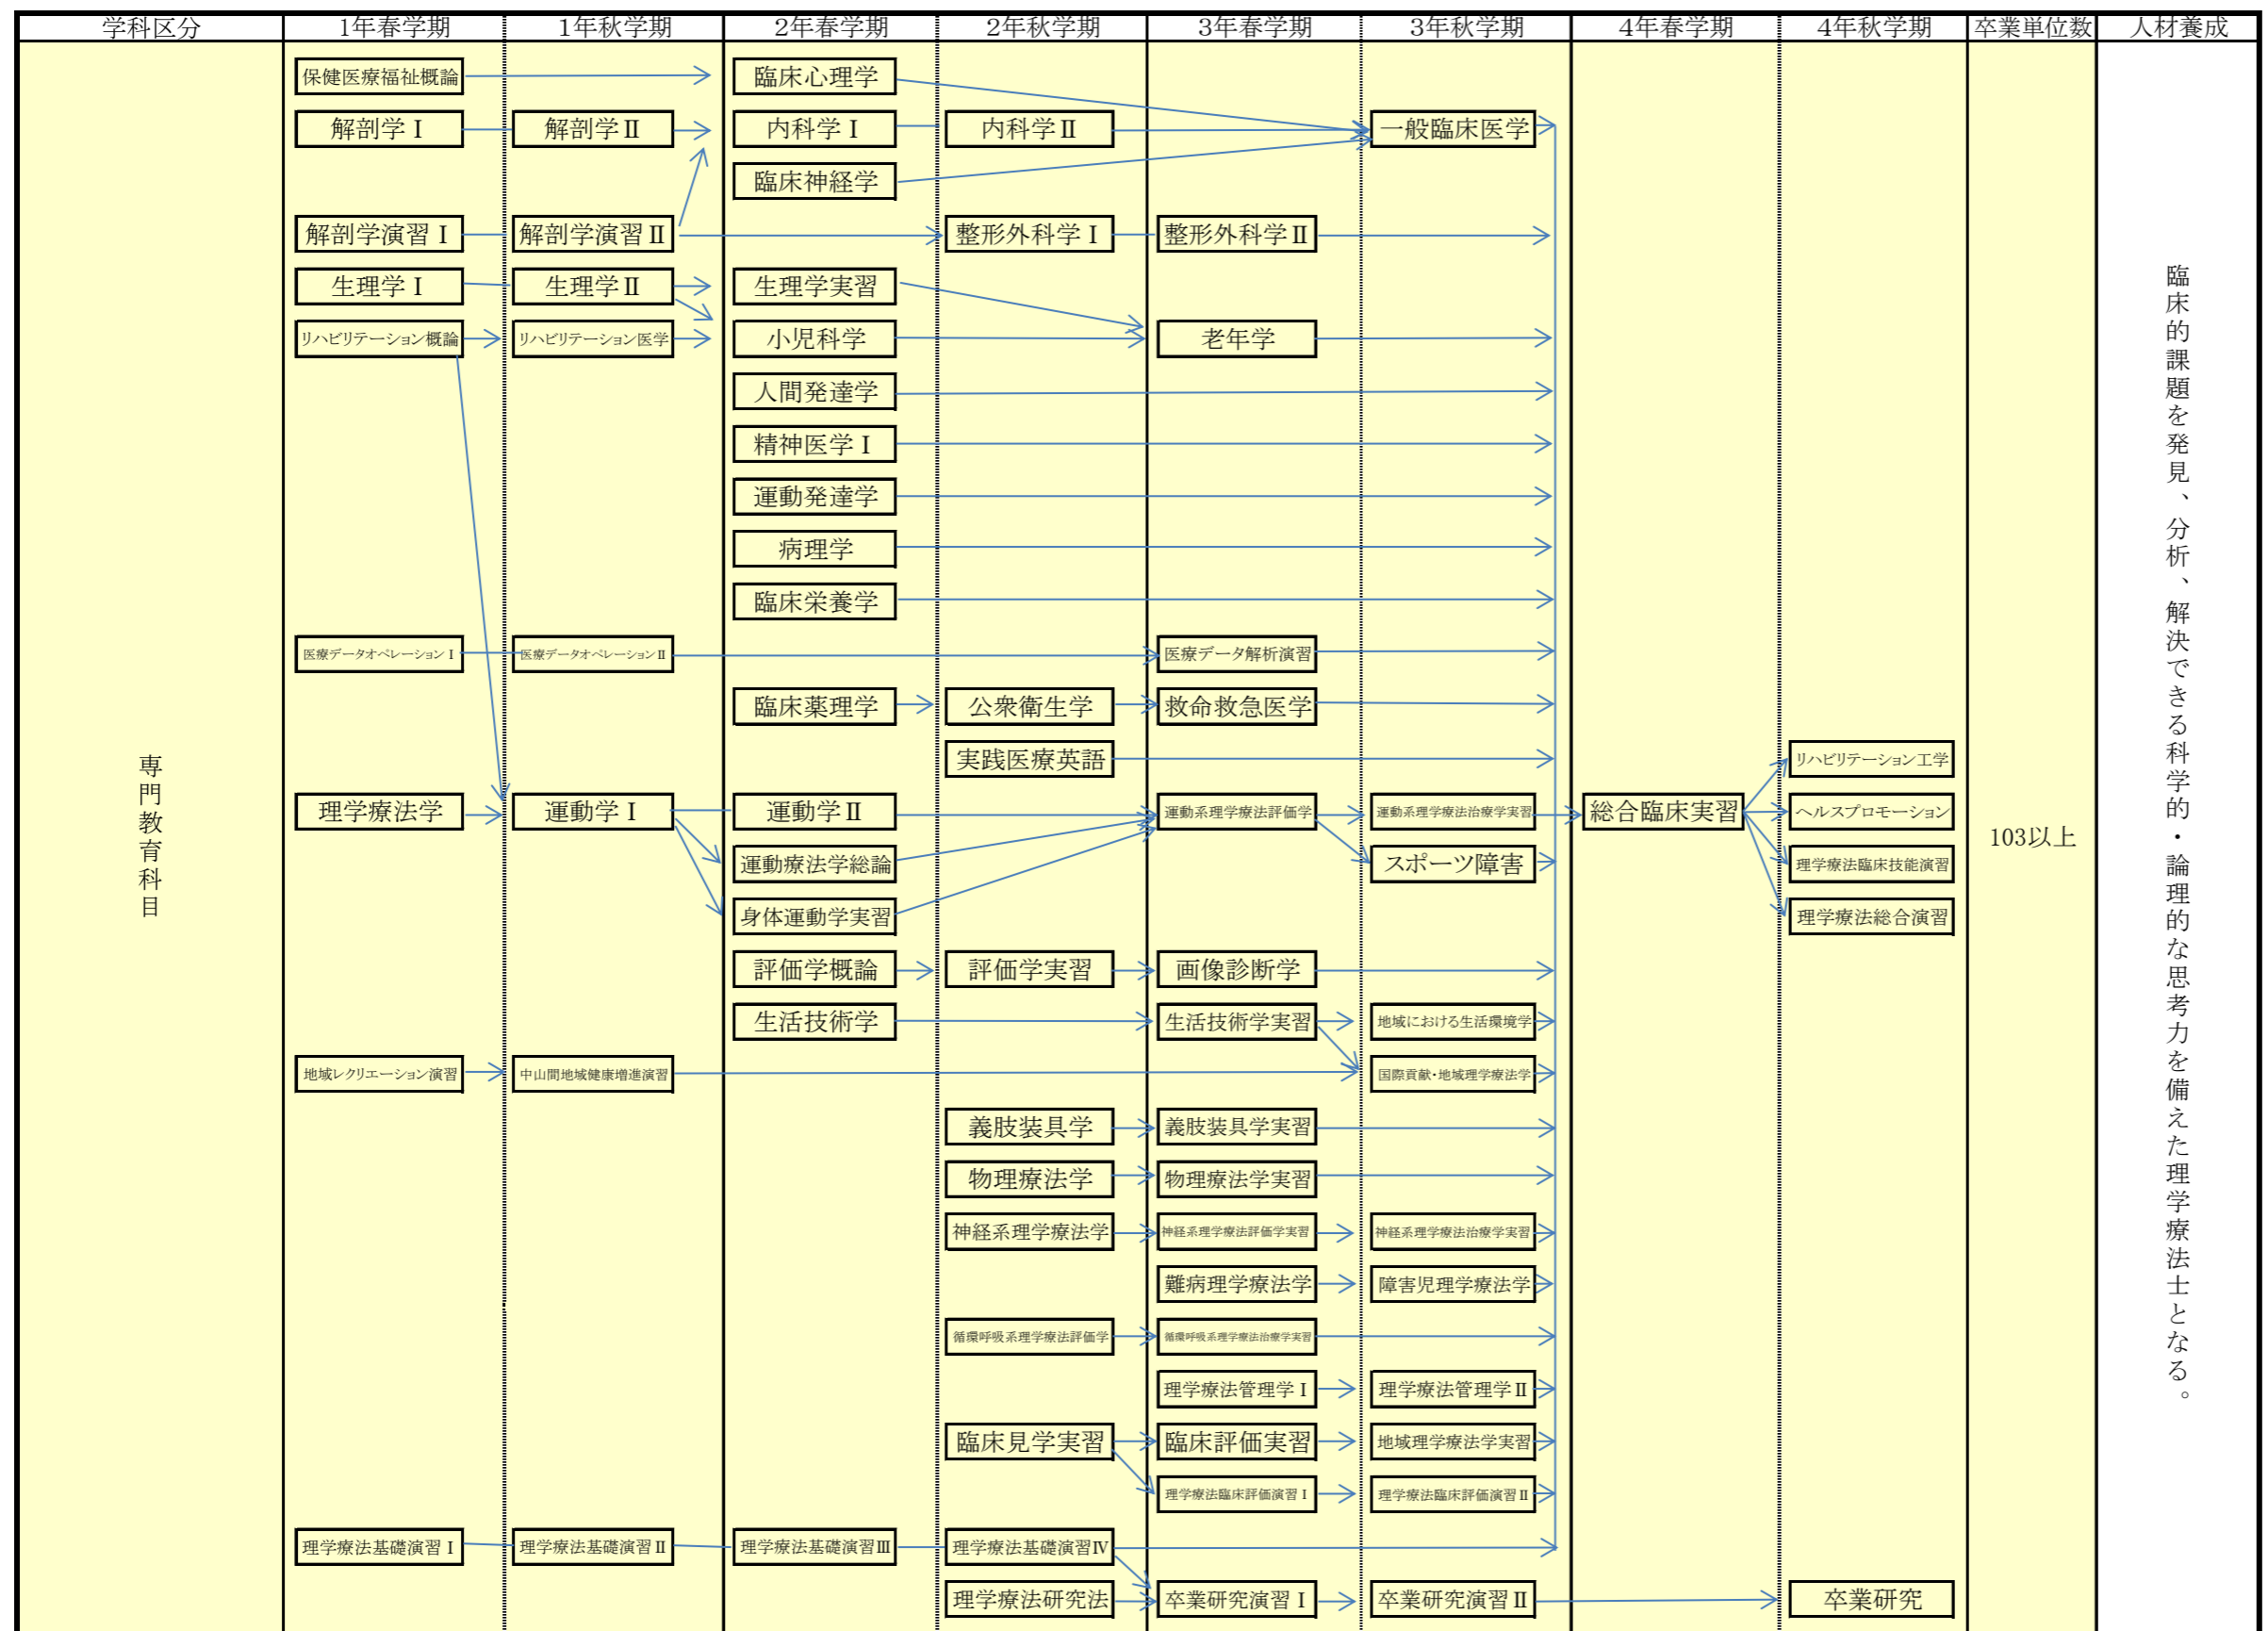 学科区分 1年春学期 1年秋学期 2年春学期 2年秋学期 3年春学期 3年秋学期 4年春学期 4年秋学期 卒業単位数 人材養成
保健医療福祉概論 臨床心理学
解剖学Ⅰ 解剖学Ⅱ 内科学Ⅰ 内科学Ⅱ 一般臨床医学
臨床神経学
解剖学演習Ⅰ 解剖学演習Ⅱ 整形外科学Ⅰ 整形外科学Ⅱ
生理学Ⅰ 生理学Ⅱ 生理学実習
リハビリテーション概論 リハビリテーション医学 小児科学 老年学
人間発達学
精神医学Ⅰ
運動発達学
病理学
臨床栄養学
医療データオペレーションⅠ 医療データオペレーションⅡ 医療データ解析演習
臨床薬理学 公衆衛生学 救命救急医学
実践医療英語 リハビリテーション工学
理学療法学 運動学Ⅰ 運動学Ⅱ 運動系理学療法評価学 運動系理学療法治療学実習 総合臨床実習 ヘルスプロモーション
運動療法学総論 スポーツ障害 理学療法臨床技能演習
身体運動学実習 理学療法総合演習
評価学概論 評価学実習 画像診断学
生活技術学 生活技術学実習 地域における生活環境学
地域レクリエーション演習 中山間地域健康増進演習 国際貢献・地域理学療法学
義肢装具学 義肢装具学実習
物理療法学 物理療法学実習
神経系理学療法学 神経系理学療法評価学実習 神経系理学療法治療学実習
難病理学療法学 障害児理学療法学
循環呼吸系理学療法評価学 循環呼吸系理学療法治療学実習
理学療法管理学Ⅰ 理学療法管理学Ⅱ
臨床見学実習 臨床評価実習 地域理学療法学実習
理学療法臨床評価演習Ⅰ 理学療法臨床評価演習Ⅱ
理学療法基礎演習Ⅰ 理学療法基礎演習Ⅱ 理学療法基礎演習Ⅲ 理学療法基礎演習Ⅳ
理学療法研究法 卒業研究演習Ⅰ 卒業研究演習Ⅱ 卒業研究
専門教育科目
103以上
臨床的課題を発見、分析、解決できる科学的・論理的な思考力を備えた理学療法士となる。